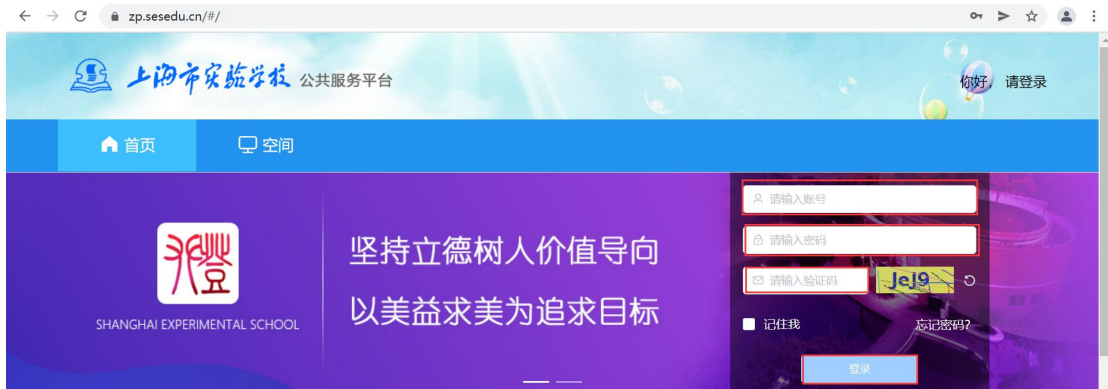 zp.sesedu.cn/#/
上海市实验学校 公共服务平台
你好, 请登录
首页 空间
坚持立德树人价值导向
以美益求美为追求目标
SHANGHAI EXPERIMENTAL SCHOOL
请输入账号
请输入密码
请输入验证码 JeJ9
记住我 忘记密码?
登录